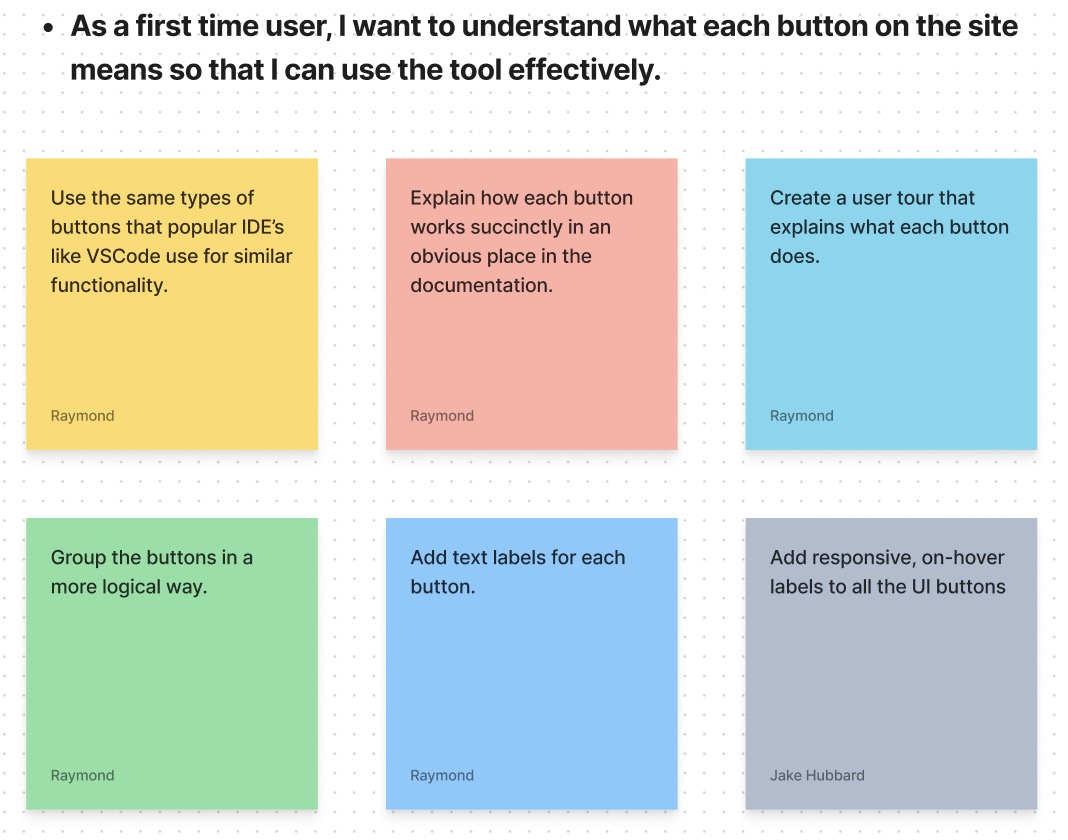 • As a first time user, I want to understand what each button on the site
means so that I can use the tool effectively.
Use the same types of
buttons that popular IDE’s
like VSCode use for similar
functionality.
Raymond
Explain how each button
works succinctly in an
obvious place in the
documentation.
Raymond
Create a user tour that
explains what each button
does.
Raymond
Group the buttons in a
more logical way.
Raymond
Add text labels for each
button.
Raymond
Add responsive, on-hover
labels to all the UI buttons
Jake Hubbard